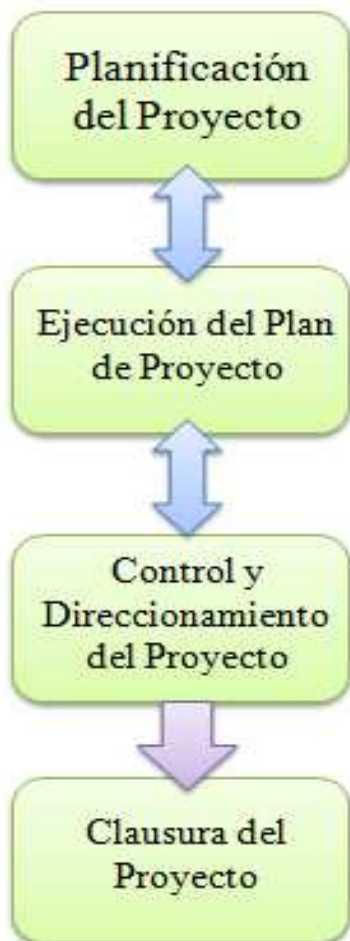 Planificación
del Proyecto
Ejecución del Plan
de Proyecto
Control y
Direccionamiento
del Proyecto
Clausura del
Proyecto